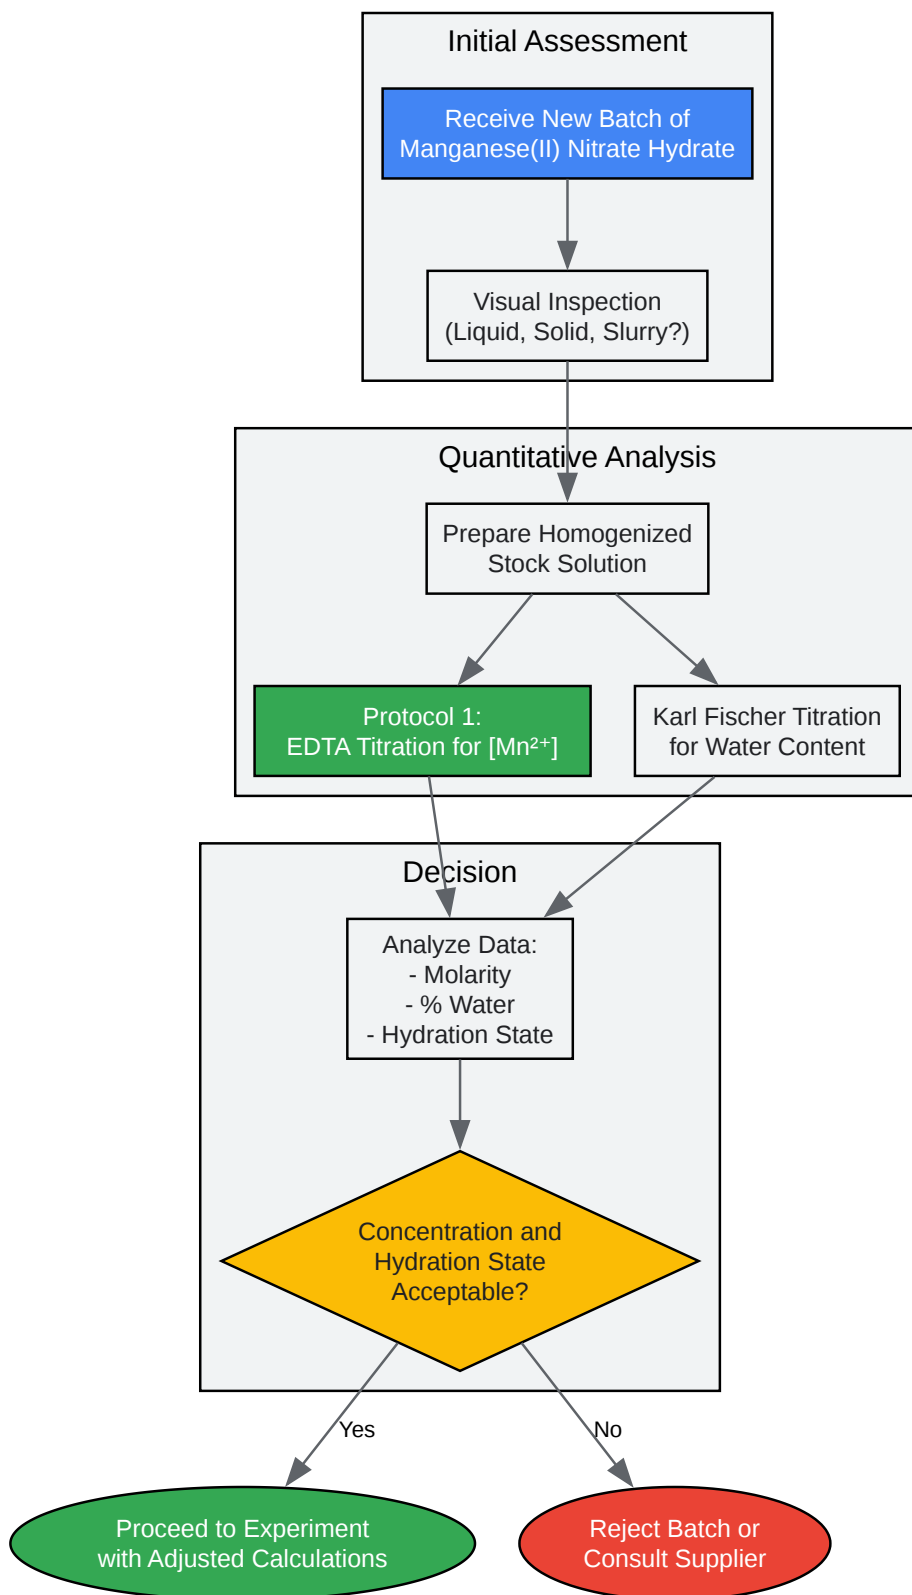 Initial Assessment
Receive New Batch of
Manganese(II) Nitrate Hydrate
Visual Inspection
(Liquid, Solid, Slurry?)
Quantitative Analysis
Prepare Homogenized
Stock Solution
Protocol 1:
EDTA Titration for [Mn²⁺]
Karl Fischer Titration
for Water Content
Decision
Analyze Data:
- Molarity
- % Water
- Hydration State
Concentration and
Hydration State
Acceptable?
Yes
No
Proceed to Experiment
with Adjusted Calculations
Reject Batch or
Consult Supplier